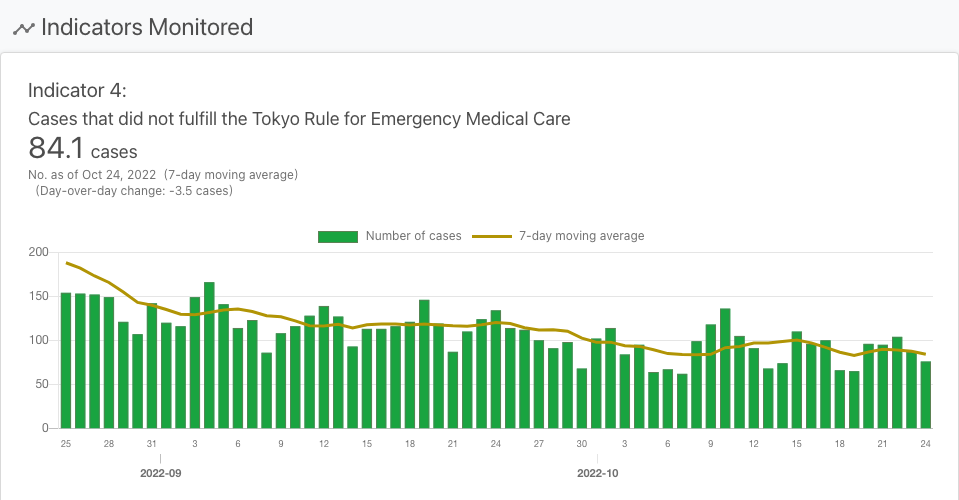 Indicators Monitored
Indicator 4:
Cases that did not fulfill the Tokyo Rule for Emergency Medical Care
84.1 cases
No. as of Oct 24, 2022 (7-day moving average)
(Day-over-day change: -3.5 cases)
Number of cases 7-day moving average
200
150
100
50
0
25 28 31 3 6 9 12 15 18 21 24 27 30 3 6 9 12 15 18 21 24
2022-09 2022-10